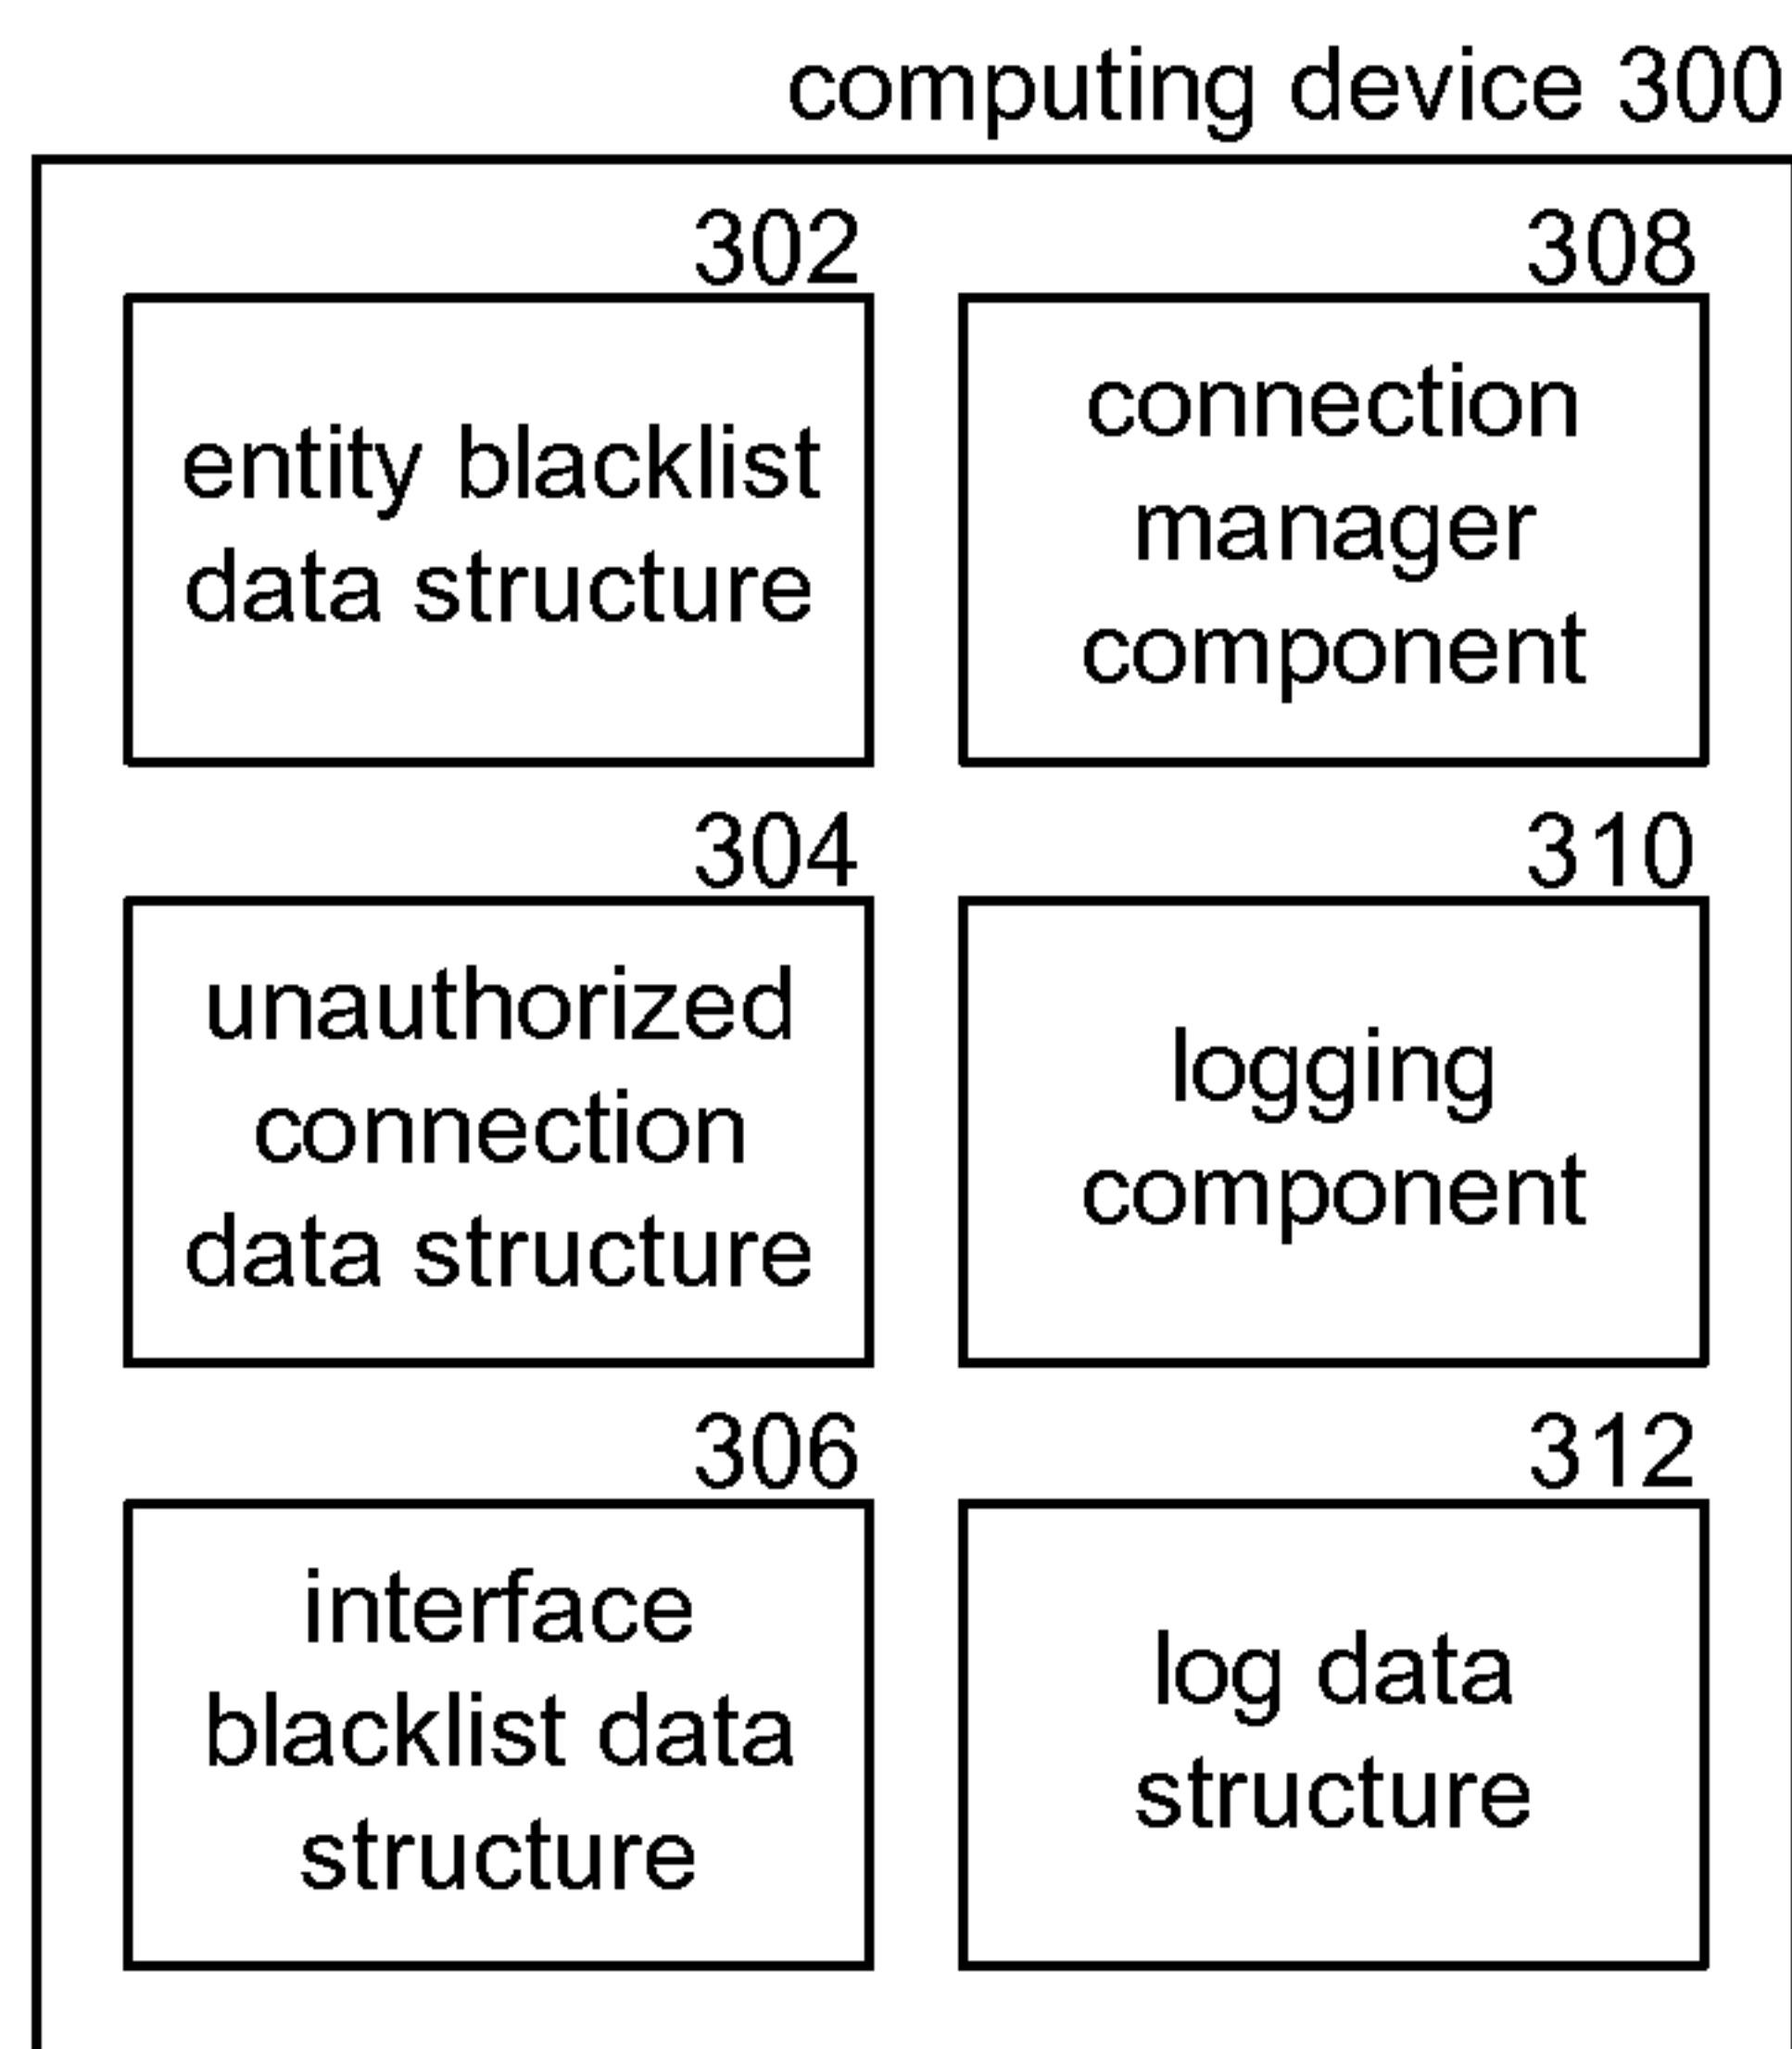 computing device 300
302
entity blacklist
data structure
308
connection
manager
component
304
unauthorized
connection
data structure
310
logging
component
306
interface
blacklist data
structure
312
log data
structure